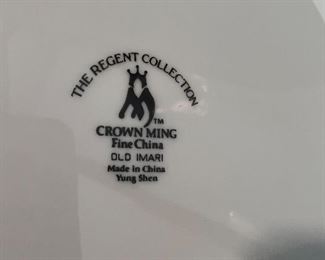 THE REGENT COLLECTION
TM
CROWN MING
Fine China
OLD IMARI
Made in China
Yung Shen